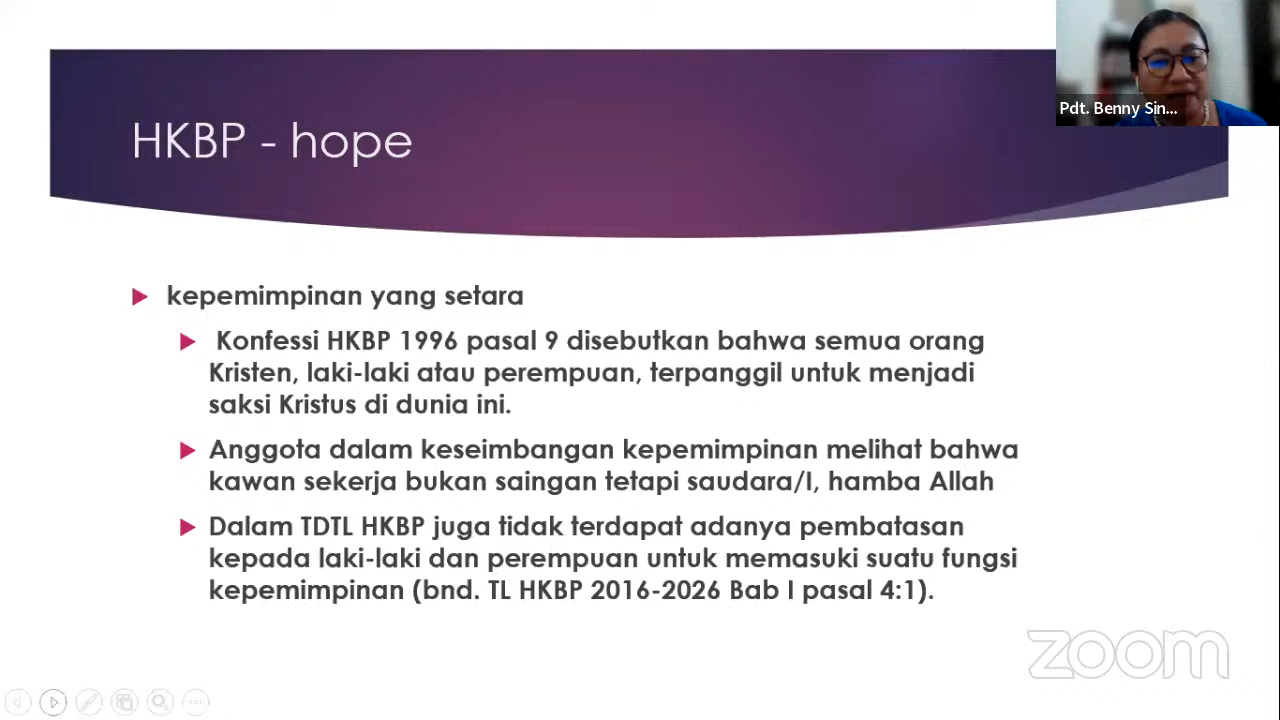 Pdt. Benny Sin...
HKBP - hope
kepemimpinan yang setara
Konfessi HKBP 1996 pasal 9 disebutkan bahwa semua orang
Kristen, laki-laki atau perempuan, terpanggil untuk menjadi
saksi Kristus di dunia ini.
Anggota dalam keseimbangan kepemimpinan melihat bahwa
kawan sekerja bukan saingan tetapi saudara/I, hamba Allah
Dalam TDTL HKBP juga tidak terdapat adanya pembatasan
kepada laki-laki dan perempuan untuk memasuki suatu fungsi
kepemimpinan (bnd. TL HKBP 2016-2026 Bab I pasal 4:1).
zoom